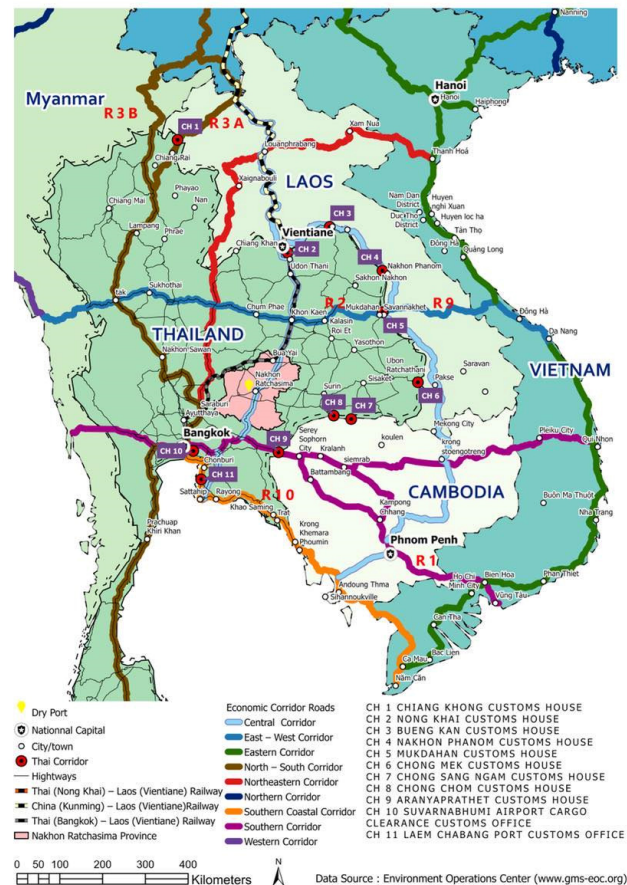 Nanning
Hanoi
Hanoi
Haiphong
Myanmar
R3B
CH 1
R3A
Xam Nua
Thanh Hoá
Louanphrabang
Chiang Rai
LAOS
Xaignabouli
Phayao
Nan
Chiang Mai
Nam Dan
District
Huyen
nghi Xuan
Duc Tho
District
Huyen loc ha
Lampang
Phrae
CH 3
Vientiane
Tân Thọ
Đông Hà
Quảng Long
Chiang Khan
CH 2
CH 4
Udon Thani
Nakhon Phanom
Sakhon Nakhon
tak
Sukhothai
R2
Mukdahan
Savannakhet
R9
Chum Phae
Khon Kaen
Kalasin
CH 5
Đông Hà
Roi Et
Da Nang
THAILAND
Yasothon
Nakhon Sawan
Bua Yai
VIETNAM
Ubon
Ratchathani
Saravan
Nakhon
Ratchasima
Sisaket
Pakse
Surin
CH 6
Saraburi
CH 8
CH 7
Ayutthaya
Mekong City
Bangkok
Serey
Sophorn
City
koulen
CH 9
Kralanh
krong
stoengotreng
Pleiku City
Qui Nhon
CH 10
Chonburi
siemrab
CH 11
Battambang
CAMBODIA
Sattahip
Rayong
R10
Kampong
Chhang
Buôn Ma Thuột
Khao Saming
Trat
Nha Trang
Prachuap
Khiri Khan
Krong
Khemara
Phoumin
Phnom Penh
R1
Andoung Thma
Sihannoukville
Ho Chi
Minh City
Bien Hoa
Phan Thiet
Vũng Tàu
Can Tha
Bac Lien
Ca Mau
Năm Căn
Dry Port
Nationnal Capital
City/town
Thai Corridor
Hightways
Thai (Nong Khai) – Laos (Vientiane) Railway
China (Kunming) – Laos (Vientiane)Railway
Thai (Bangkok) – Laos (Vientiane) Railway
Nakhon Ratchasima Province
Economic Corridor Roads
Central Corridor
East – West Corridor
Eastern Corridor
North – South Corridor
Northeastern Corridor
Northern Corridor
Southern Coastal Corridor
Southern Corridor
Western Corridor
CH 1 CHIANG KHONG CUSTOMS HOUSE
CH 2 NONG KHAI CUSTOMS HOUSE
CH 3 BUENG KAN CUSTOMS HOUSE
CH 4 NAKHON PHANOM CUSTOMS HOUSE
CH 5 MUKDAHAN CUSTOMS HOUSE
CH 6 CHONG MEK CUSTOMS HOUSE
CH 7 CHONG SANG NGAM CUSTOMS HOUSE
CH 8 CHONG CHOM CUSTOMS HOUSE
CH 9 ARANYAPRATHET CUSTOMS HOUSE
CH 10 SUVARNABHUMI AIRPORT CARGO
CLEARANCE CUSTOMS OFFICE
CH 11 LAEM CHABANG PORT CUSTOMS OFFICE
0 50 100 200 300 400
Kilometers
N
Data Source : Environment Operations Center (www.gms-eoc.org)